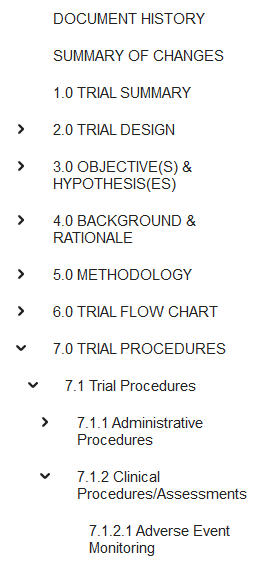 DOCUMENT HISTORY
SUMMARY OF CHANGES
1.0 TRIAL SUMMARY
2.0 TRIAL DESIGN
3.0 OBJECTIVE(S) &
HYPOTHESIS(ES)
4.0 BACKGROUND &
RATIONALE
5.0 METHODOLOGY
6.0 TRIAL FLOW CHART
7.0 TRIAL PROCEDURES
7.1 Trial Procedures
7.1.1 Administrative
Procedures
7.1.2 Clinical
Procedures/Assessments
7.1.2.1 Adverse Event
Monitoring